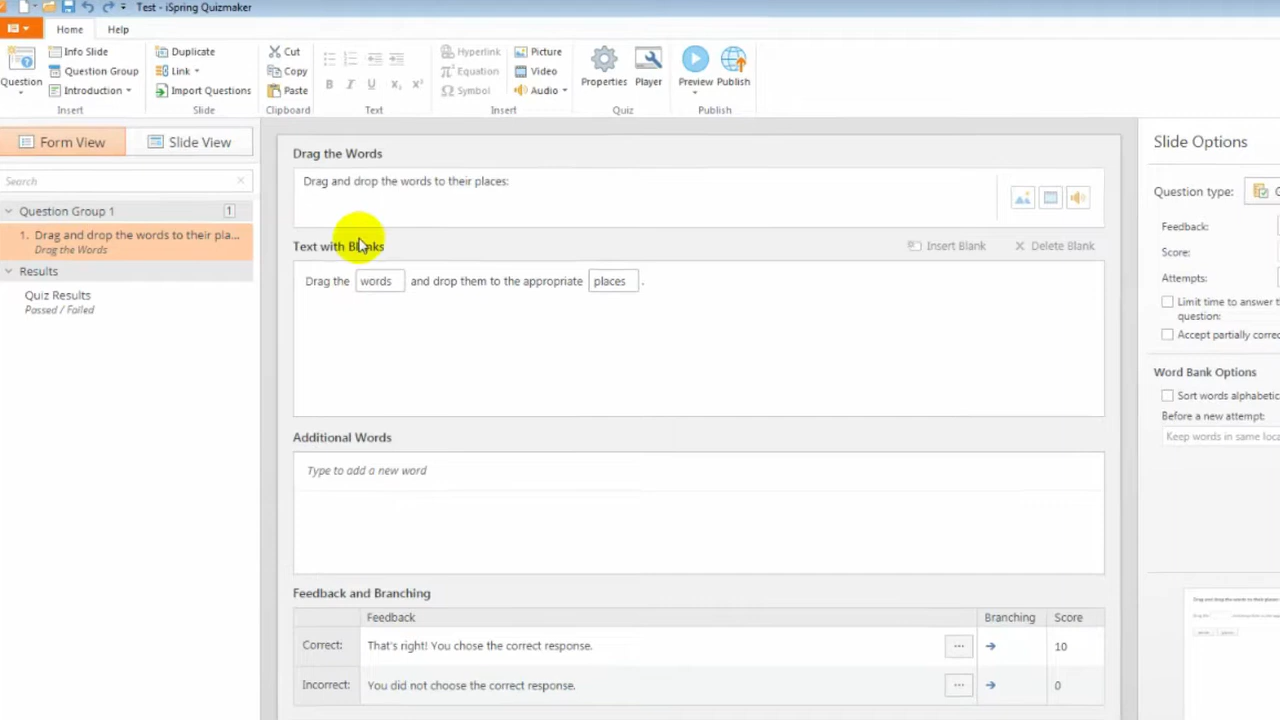 Test - iSpring Quizmaker
Home Help
Info Slide Duplicate Cut Hyperlink Picture
Question Question Group Link Copy Equation Video Properties Player Preview Publish
Introduction Import Questions Paste B I U X₂ X² Symbol Audio
Insert Slide Clipboard Text Insert Quiz Publish
Form View Slide View
Search
Question Group 1 1
1. Drag and drop the words to their pla...
Drag the Words
Results
Quiz Results
Passed / Failed
Drag the Words
Drag and drop the words to their places:
Text with Blanks Insert Blank Delete Blank
Drag the words and drop them to the appropriate places .
Additional Words
Type to add a new word
Feedback and Branching
Feedback Branching Score
Correct: That's right! You chose the correct response. ... 10
Incorrect: You did not choose the correct response. ... 0
Slide Options
Question type:
Feedback:
Score:
Attempts:
Limit time to answer t
question:
Accept partially correc
Word Bank Options
Sort words alphabetic
Before a new attempt:
Keep words in same loca